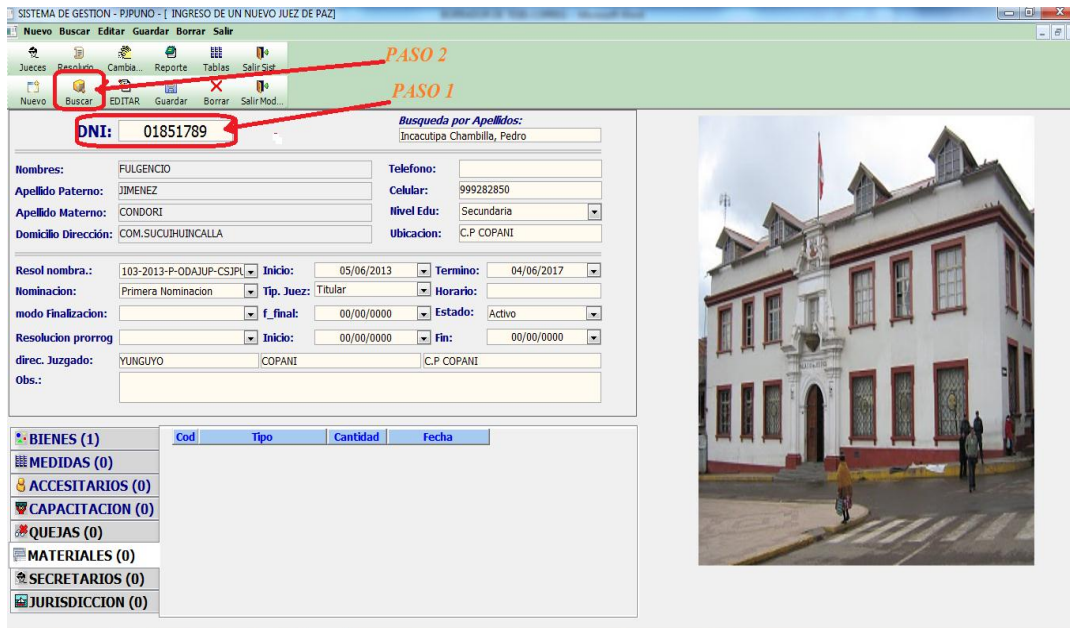 SISTEMA DE GESTION - PJPUNO - [ INGRESO DE UN NUEVO JUEZ DE PAZ]
Nuevo Buscar Editar Guardar Borrar Salir
Jueces Cambia... Reporte Tablas Salir Sist...
PASO 2
Nuevo Buscar EDITAR Guardar Borrar Salir Mod...
PASO 1
DNI: 01851789
Busqueda por Apellidos:
Incacutipa Chambilla, Pedro
Nombres: FULGENCIO Telefono:
Apellido Paterno: JIMENEZ Celular: 999282850
Apellido Materno: CONDORI Nivel Edu: Secundaria
Domicilio Dirección: COM.SUCUIHUINCALLA Ubicacion: C.P COPANI
Resol nombra.: 103-2013-P-ODAJUP-CSJPU Inicio: 05/06/2013 Termino: 04/06/2017
Nominacion: Primera Nominacion Tip. Juez: Titular Horario:
modo Finalizacion: f_final: 00/00/0000 Estado: Activo
Resolucion prorrog Inicio: 00/00/0000 Fin: 00/00/0000
direc. Juzgado: YUNGUYO COPANI C.P COPANI
Obs.:
BIENES (1)
Cod Tipo Cantidad Fecha
MEDIDAS (0)
ACCESITARIOS (0)
CAPACITACION (0)
QUEJAS (0)
MATERIALES (0)
SECRETARIOS (0)
JURISDICCION (0)